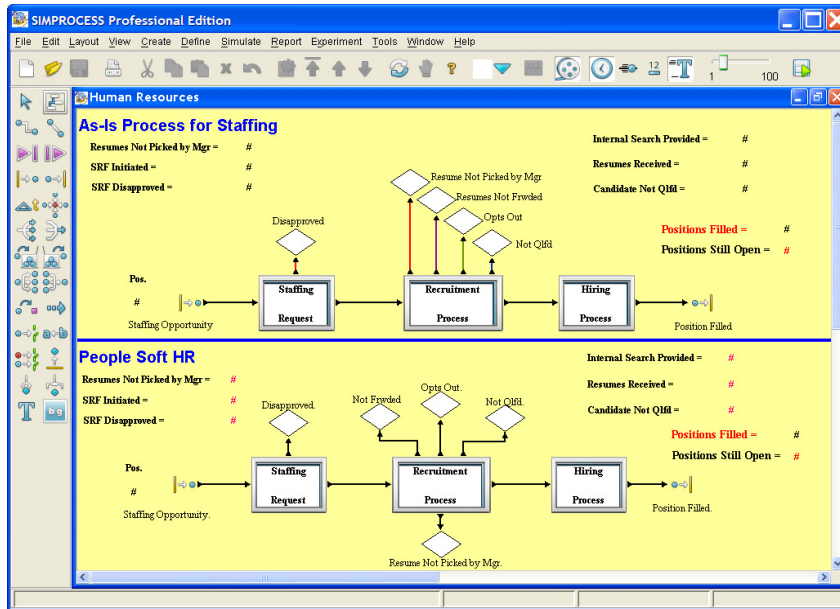 SIMPROCESS Professional Edition
File Edit Layout View Create Define Simulate Report Experiment Tools Window Help
12
T
1 100
Human Resources
As-Is Process for Staffing
Resumes Not Picked by Mgr = #
SRF Initiated = #
SRF Disapproved = #
Internal Search Provided = #
Resumes Received = #
Candidate Not Qlfd = #
Positions Filled = #
Positions Still Open = #
Resume Not Picked by Mgr
Resumes Not Frwded
Opts Out
Not Qlfd
Disapproved
Pos.
#
Staffing Opportunity
Staffing
Request
Recruitment
Process
Hiring
Process
Position Filled
People Soft HR
Resumes Not Picked by Mgr = #
SRF Initiated = #
SRF Disapproved = #
Internal Search Provided = #
Resumes Received = #
Candidate Not Qlfd = #
Positions Filled = #
Positions Still Open = #
Disapproved.
Not Frwded
Opts Out.
Not Qlfd.
Pos.
#
Staffing Opportunity.
Staffing
Request
Recruitment
Process
Hiring
Process
Position Filled.
Resume Not Picked by Mgr.
a b
T
bg